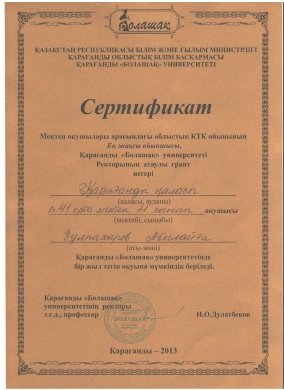 Болашақ
ҚАЗАҚСТАН РЕСПУБЛИКАСЫ БІЛІМ ЖӘНЕ ҒЫЛЫМ МИНИСТРЛІГІ
ҚАРАҒАНДЫ ОБЛЫСТЫҚ БІЛІМ БАСҚАРМАСЫ
ҚАРАҒАНДЫ «БОЛАШАҚ» УНИВЕРСИТЕТІ
Сертификат
Мектеп оқушылары арасындағы облыстық КТК ойынының
Ең жақсы ойыншысы,
Қарағанды «Болашақ» университеті
Ректорынын атаулы грант
иегері
Қарағанды қаласы
(қаласы, ауданы)
№41 орта мектеп 11 сынып оқушысы
(мектебі, сыныбы)
(аты-жөні)
Қарағанды «Болашақ» университетінде
бір жыл тегін оқуына мүмкіндік беріледі.
Қарағанды «Болашақ»
университетінің ректоры
з.ғ.д., профессор
Н.О.Дулатбеков
БОЛАШАҚ
Қарағанды – 2013